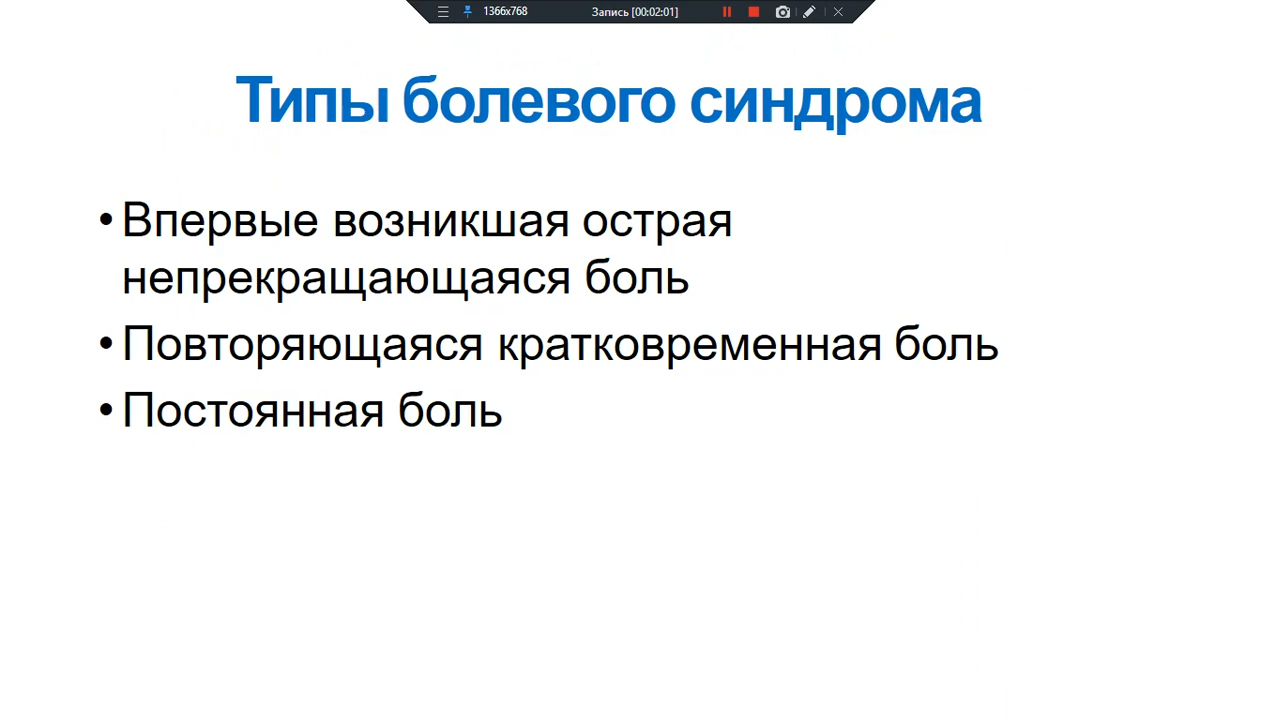 1366x768 Запись [00:02:01]
Типы болевого синдрома
• Впервые возникшая острая
непрекращающаяся боль
• Повторяющаяся кратковременная боль
• Постоянная боль